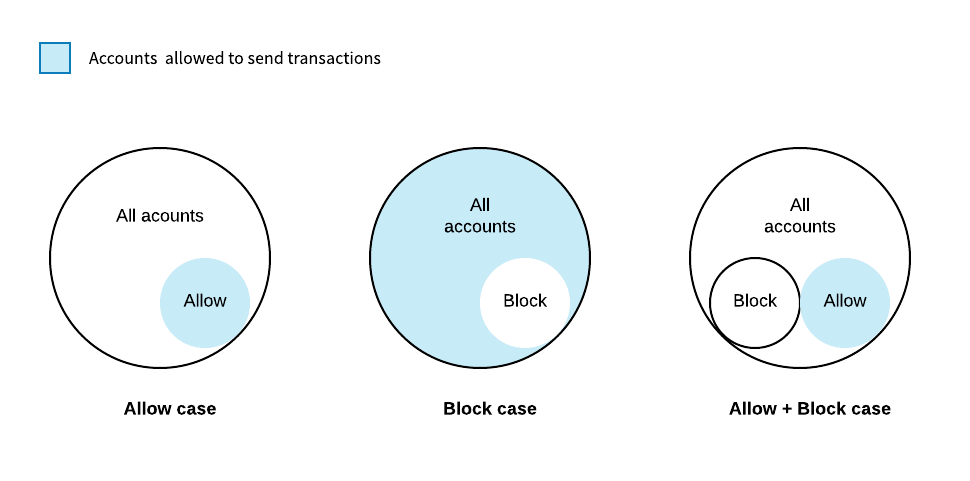 Accounts  allowed to send transactions
All acounts
Allow
Allow case
All
accounts
Block
Block case
All
accounts
Block
Allow
Allow + Block case